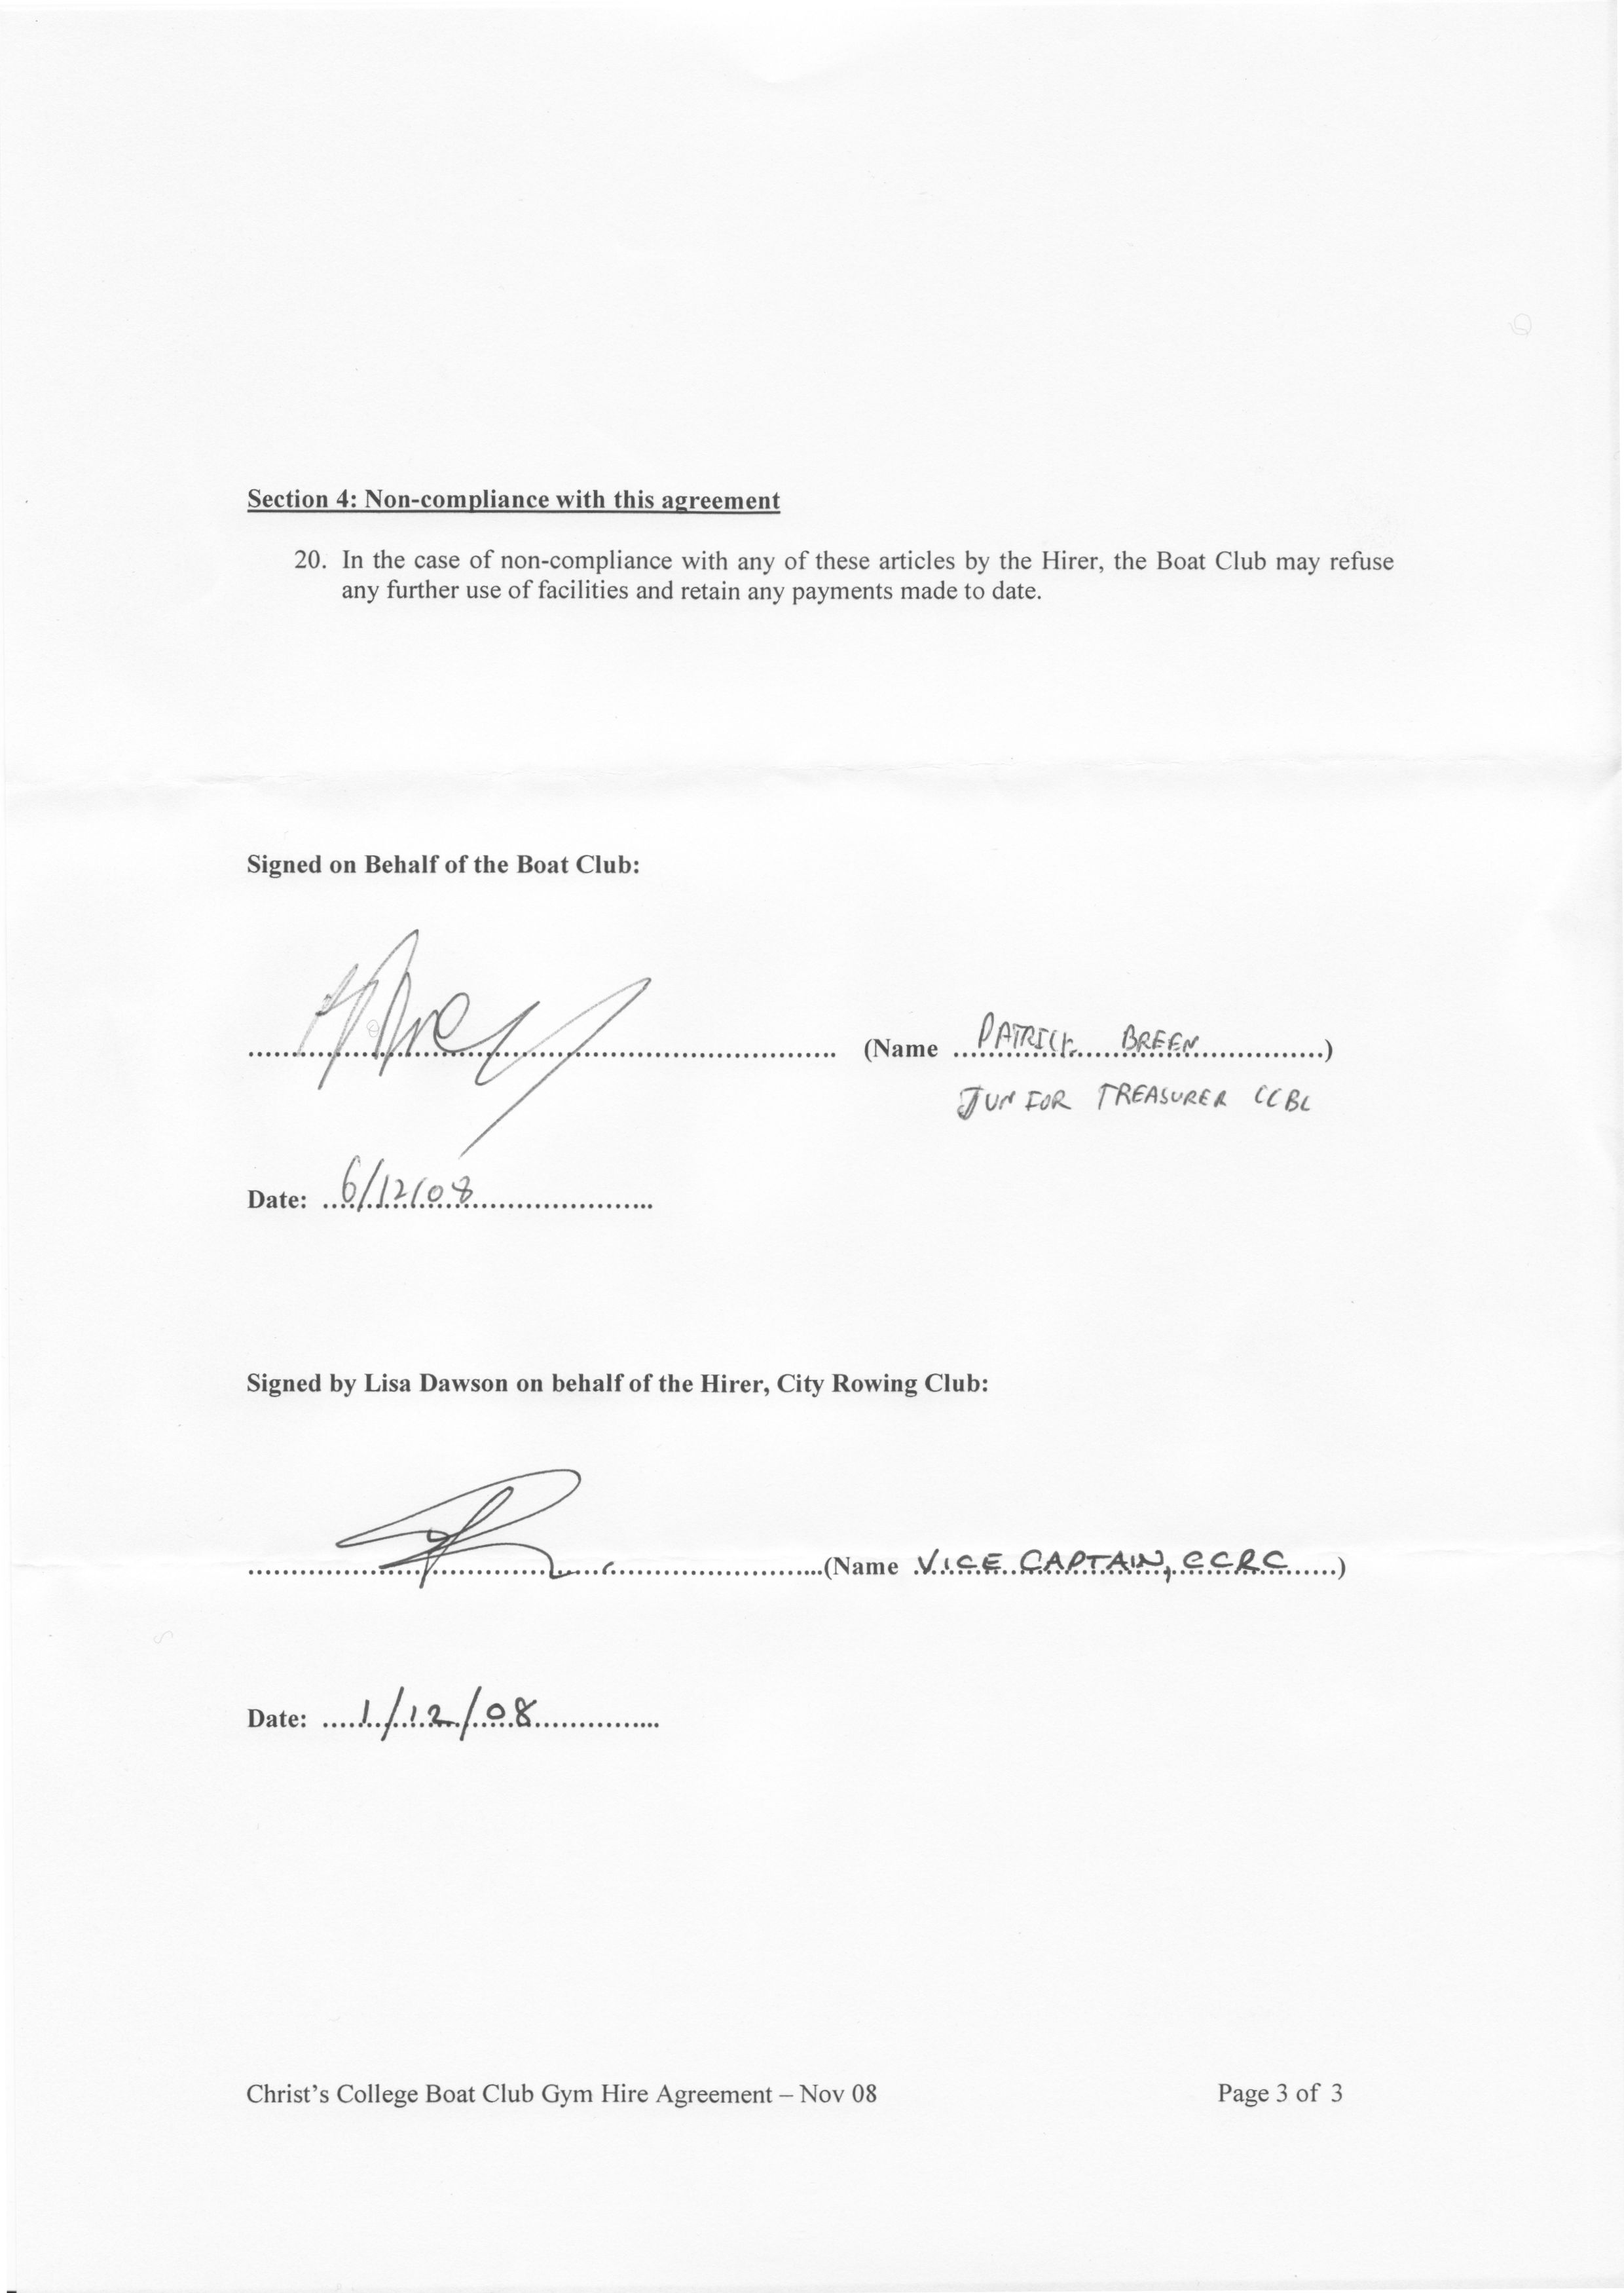 Section 4: Non-compliance with this agreement
20. In the case of non-compliance with any of these articles by the Hirer, the Boat Club may refuse
any further use of facilities and retain any payments made to date.
Signed on Behalf of the Boat Club:
(Name PATRICK BREEN)
JUNIOR TREASURER CCBC
Date: 6/12/08
Signed by Lisa Dawson on behalf of the Hirer, City Rowing Club:
(Name VICE CAPTAIN, CCRC)
Date: 1/12/08
Christ's College Boat Club Gym Hire Agreement – Nov 08 Page 3 of 3